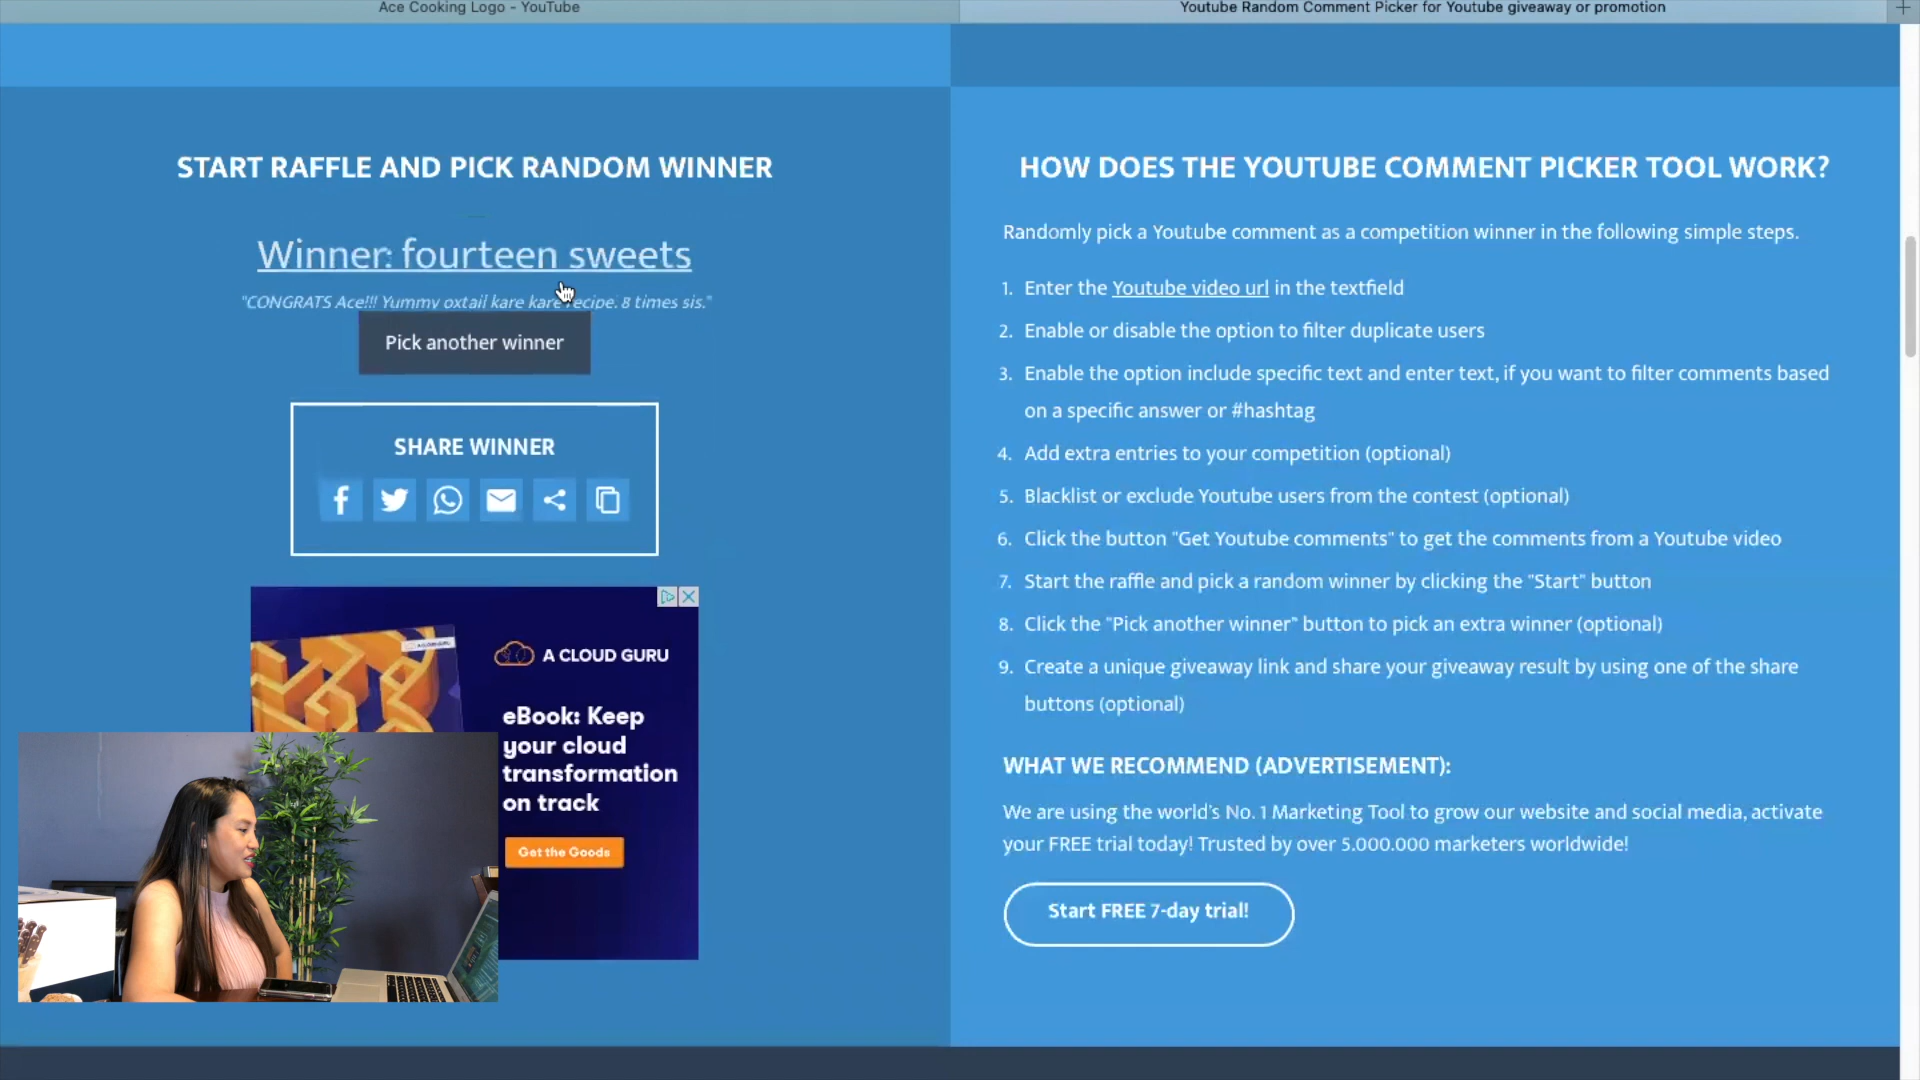 Ace Cooking Logo - YouTube
Youtube Random Comment Picker for Youtube giveaway or promotion
START RAFFLE AND PICK RANDOM WINNER
Winner: fourteen sweets
"CONGRATS Ace!!! Yummy oxtail kare kare recipe. 8 times sis."
Pick another winner
SHARE WINNER
A CLOUD GURU
eBook: Keep
your cloud
transformation
on track
Get the Goods
HOW DOES THE YOUTUBE COMMENT PICKER TOOL WORK?
Randomly pick a Youtube comment as a competition winner in the following simple steps.
1. Enter the Youtube video url in the textfield
2. Enable or disable the option to filter duplicate users
3. Enable the option include specific text and enter text, if you want to filter comments based
on a specific answer or #hashtag
4. Add extra entries to your competition (optional)
5. Blacklist or exclude Youtube users from the contest (optional)
6. Click the button "Get Youtube comments" to get the comments from a Youtube video
7. Start the raffle and pick a random winner by clicking the "Start" button
8. Click the "Pick another winner" button to pick an extra winner (optional)
9. Create a unique giveaway link and share your giveaway result by using one of the share
buttons (optional)
WHAT WE RECOMMEND (ADVERTISEMENT):
We are using the world's No. 1 Marketing Tool to grow our website and social media, activate
your FREE trial today! Trusted by over 5.000.000 marketers worldwide!
Start FREE 7-day trial!